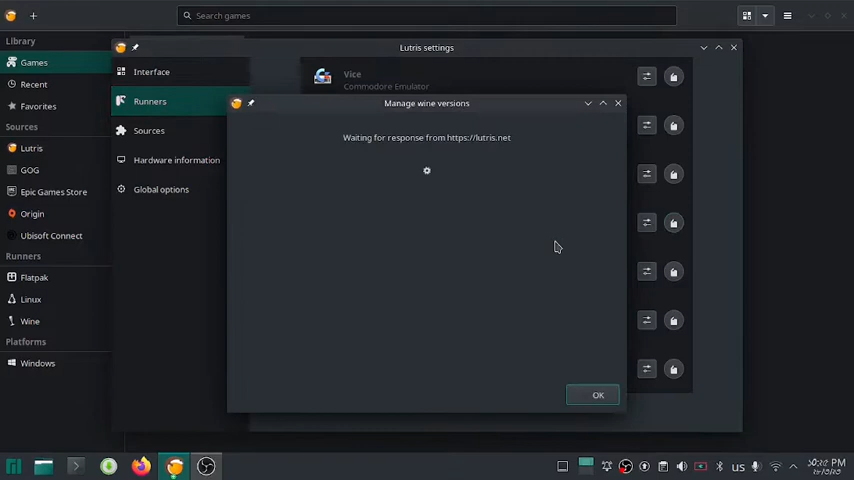 Search games
Library
Games
Recent
Favorites
Sources
Lutris
GOG
Epic Games Store
Origin
Ubisoft Connect
Runners
Flatpak
Linux
Wine
Platforms
Windows
Lutris settings
Interface
Runners
Sources
Hardware information
Global options
Vice
Commodore Emulator
Manage wine versions
Waiting for response from https://lutris.net
OK
us
PM